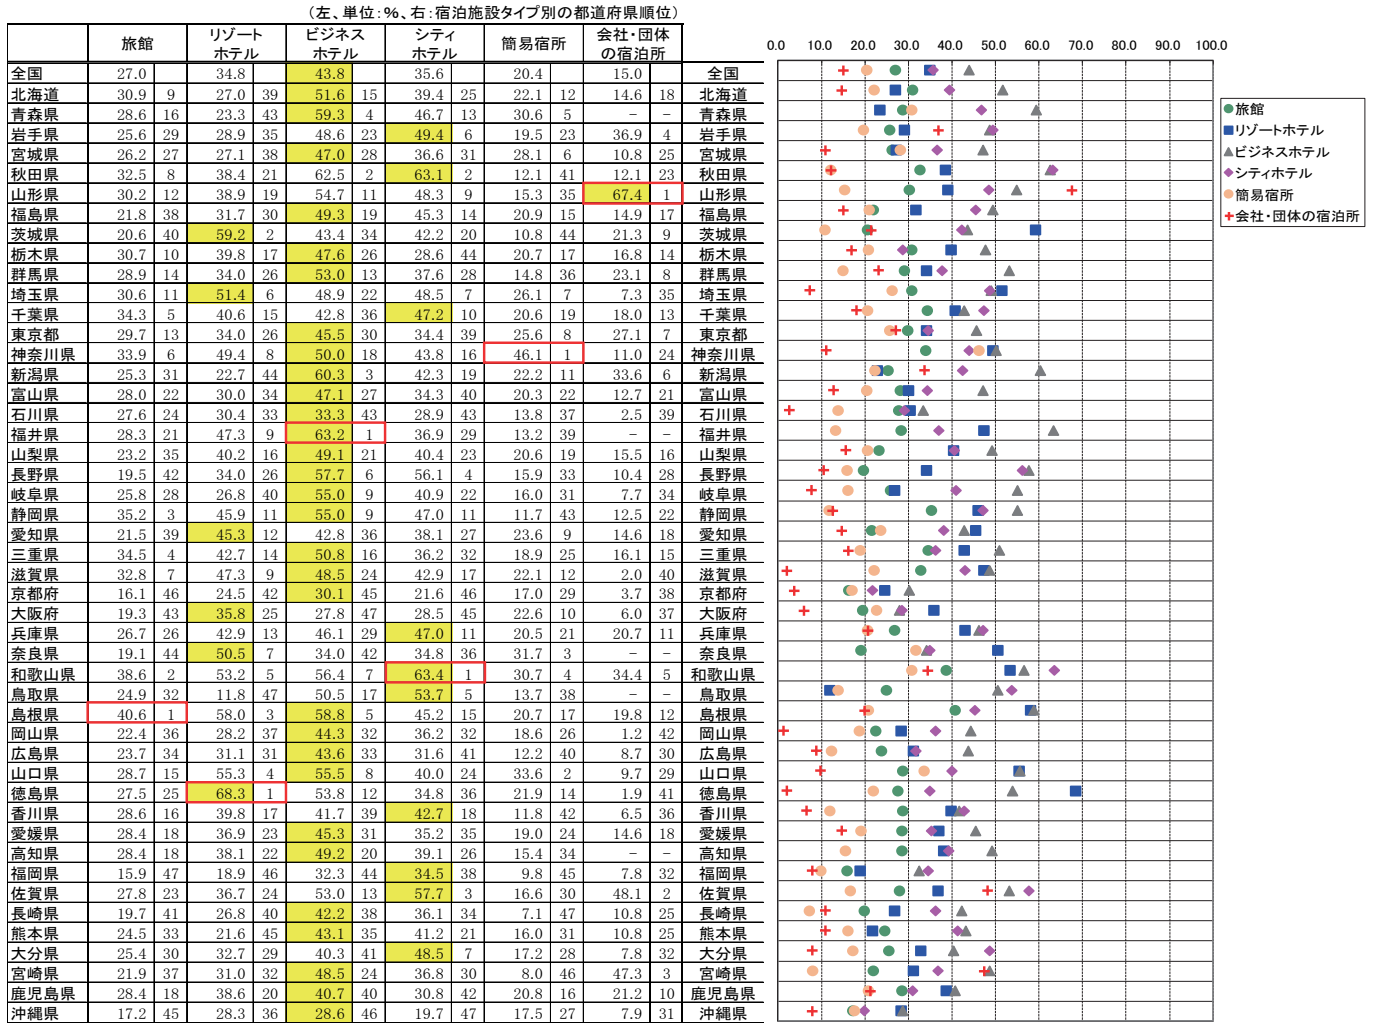 （左、単位：％、右：宿泊施設タイプ別の都道府県順位）
旅館 リゾートホテル ビジネスホテル シティホテル 簡易宿所 会社・団体の宿泊所
0.0 10.0 20.0 30.0 40.0 50.0 60.0 70.0 80.0 90.0 100.0
全国 27.0 34.8 43.8 35.6 20.4 15.0 全国
北海道 30.9 9 27.0 39 51.6 15 39.4 25 22.1 12 14.6 18 北海道
青森県 28.6 16 23.3 43 59.3 4 46.7 13 30.6 5 － － 青森県
岩手県 25.6 29 28.9 35 48.6 23 49.4 6 19.5 23 36.9 4 岩手県
宮城県 26.2 27 27.1 38 47.0 28 36.6 31 28.1 6 10.8 25 宮城県
秋田県 32.5 8 38.4 21 62.5 2 63.1 2 12.1 41 12.1 23 秋田県
山形県 30.2 12 38.9 19 54.7 11 48.3 9 15.3 35 67.4 1 山形県
福島県 21.8 38 31.7 30 49.3 19 45.3 14 20.9 15 14.9 17 福島県
茨城県 20.6 40 59.2 2 43.4 34 42.2 20 10.8 44 21.3 9 茨城県
栃木県 30.7 10 39.8 17 47.6 26 28.6 44 20.7 17 16.8 14 栃木県
群馬県 28.9 14 34.0 26 53.0 13 37.6 28 14.8 36 23.1 8 群馬県
埼玉県 30.6 11 51.4 6 48.9 22 48.5 7 26.1 7 7.3 35 埼玉県
千葉県 34.3 5 40.6 15 42.8 36 47.2 10 20.6 19 18.0 13 千葉県
東京都 29.7 13 34.0 26 45.5 30 34.4 39 25.6 8 27.1 7 東京都
神奈川県 33.9 6 49.4 8 50.0 18 43.8 16 46.1 1 11.0 24 神奈川県
新潟県 25.3 31 22.7 44 60.3 3 42.3 19 22.2 11 33.6 6 新潟県
富山県 28.0 22 30.0 34 47.1 27 34.3 40 20.3 22 12.7 21 富山県
石川県 27.6 24 30.4 33 33.3 43 28.9 43 13.8 37 2.5 39 石川県
福井県 28.3 21 47.3 9 63.2 1 36.9 29 13.2 39 － － 福井県
山梨県 23.2 35 40.2 16 49.1 21 40.4 23 20.6 19 15.5 16 山梨県
長野県 19.5 42 34.0 26 57.7 6 56.1 4 15.9 33 10.4 28 長野県
岐阜県 25.8 28 26.8 40 55.0 9 40.9 22 16.0 31 7.7 34 岐阜県
静岡県 35.2 3 45.9 11 55.0 9 47.0 11 11.7 43 12.5 22 静岡県
愛知県 21.5 39 45.3 12 42.8 36 38.1 27 23.6 9 14.6 18 愛知県
三重県 34.5 4 42.7 14 50.8 16 36.2 32 18.9 25 16.1 15 三重県
滋賀県 32.8 7 47.3 9 48.5 24 42.9 17 22.1 12 2.0 40 滋賀県
京都府 16.1 46 24.5 42 30.1 45 21.6 46 17.0 29 3.7 38 京都府
大阪府 19.3 43 35.8 25 27.8 47 28.5 45 22.6 10 6.0 37 大阪府
兵庫県 26.7 26 42.9 13 46.1 29 47.0 11 20.5 21 20.7 11 兵庫県
奈良県 19.1 44 50.5 7 34.0 42 34.8 36 31.7 3 － － 奈良県
和歌山県 38.6 2 53.2 5 56.4 7 63.4 1 30.7 4 34.4 5 和歌山県
鳥取県 24.9 32 11.8 47 50.5 17 53.7 5 13.7 38 － － 鳥取県
島根県 40.6 1 58.0 3 58.8 5 45.2 15 20.7 17 19.8 12 島根県
岡山県 22.4 36 28.2 37 44.3 32 36.2 32 18.6 26 1.2 42 岡山県
広島県 23.7 34 31.1 31 43.6 33 31.6 41 12.2 40 8.7 30 広島県
山口県 28.7 15 55.3 4 55.5 8 40.0 24 33.6 2 9.7 29 山口県
徳島県 27.5 25 68.3 1 53.8 12 34.8 36 21.9 14 1.9 41 徳島県
香川県 28.6 16 39.8 17 41.7 39 42.7 18 11.8 42 6.5 36 香川県
愛媛県 28.4 18 36.9 23 45.3 31 35.2 35 19.0 24 14.6 18 愛媛県
高知県 28.4 18 38.1 22 49.2 20 39.1 26 15.4 34 － － 高知県
福岡県 15.9 47 18.9 46 32.3 44 34.5 38 9.8 45 7.8 32 福岡県
佐賀県 27.8 23 36.7 24 53.0 13 57.7 3 16.6 30 48.1 2 佐賀県
長崎県 19.7 41 26.8 40 42.2 38 36.1 34 7.1 47 10.8 25 長崎県
熊本県 24.5 33 21.6 45 43.1 35 41.2 21 16.0 31 10.8 25 熊本県
大分県 25.4 30 32.7 29 40.3 41 48.5 7 17.2 28 7.8 32 大分県
宮崎県 21.9 37 31.0 32 48.5 24 36.8 30 8.0 46 47.3 3 宮崎県
鹿児島県 28.4 18 38.6 20 40.7 40 30.8 42 20.8 16 21.2 10 鹿児島県
沖縄県 17.2 45 28.3 36 28.6 46 19.7 47 17.5 27 7.9 31 沖縄県
旅館
リゾートホテル
ビジネスホテル
シティホテル
簡易宿所
会社・団体の宿泊所